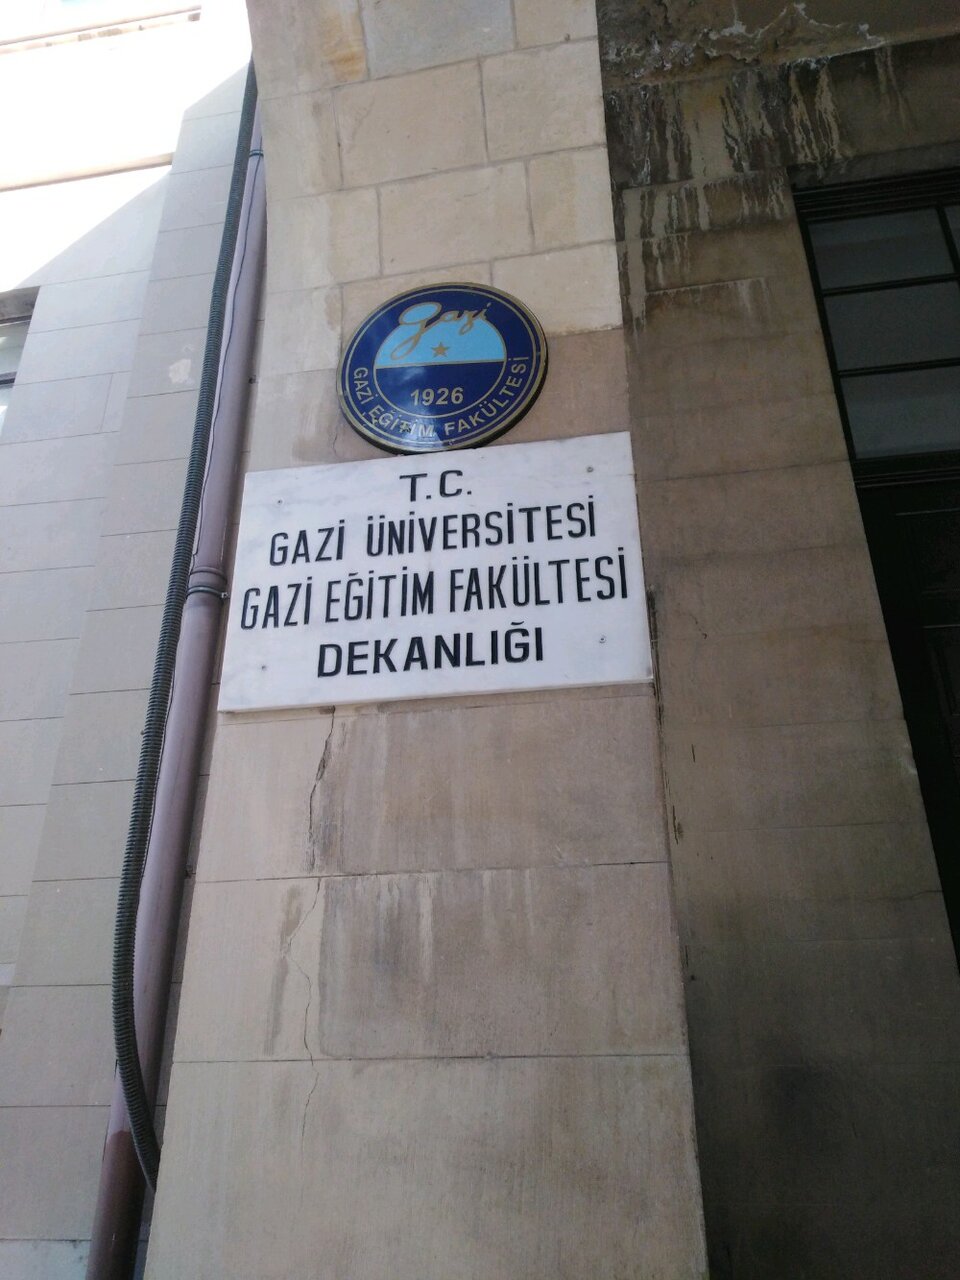 Gazi
1926
GAZİ EĞİTİM FAKÜLTESİ
T.C.
GAZİ ÜNİVERSİTESİ
GAZİ EĞİTİM FAKÜLTESİ
DEKANLIĞI